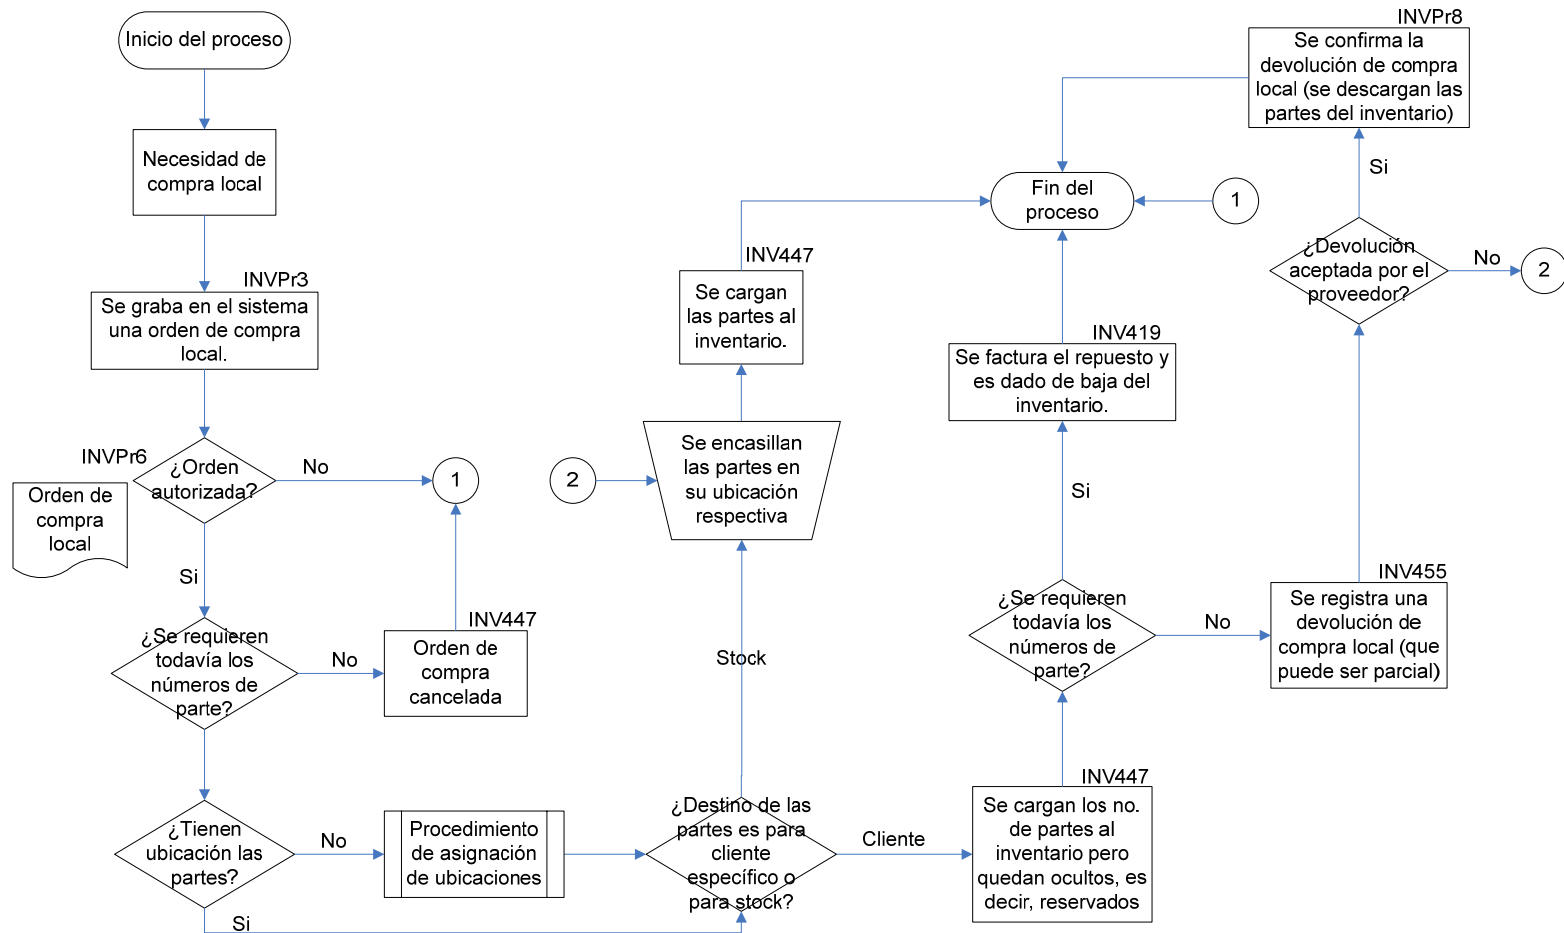 Inicio del proceso
Necesidad de
compra local
INVPr3
Se graba en el sistema
una orden de compra
local.
INVPr6
¿Orden
autorizada?
No
1
Orden de
compra
local
Si
¿Se requieren
todavía los
números de
parte?
No
INV447
Orden de
compra
cancelada
¿Tienen
ubicación las
partes?
No
Procedimiento
de asignación
de ubicaciones
Si
¿Destino de las
partes es para
cliente
específico o
para stock?
Stock
2
Se encasillan
las partes en
su ubicación
respectiva
INV447
Se cargan
las partes al
inventario.
Cliente
INV447
Se cargan los no.
de partes al
inventario pero
quedan ocultos, es
decir, reservados
¿Se requieren
todavía los
números de
parte?
Si
INV419
Se factura el repuesto y
es dado de baja del
inventario.
Fin del
proceso
1
No
INV455
Se registra una
devolución de
compra local (que
puede ser parcial)
¿Devolución
aceptada por el
proveedor?
No
2
Si
INVPr8
Se confirma la
devolución de compra
local (se descargan las
partes del inventario)